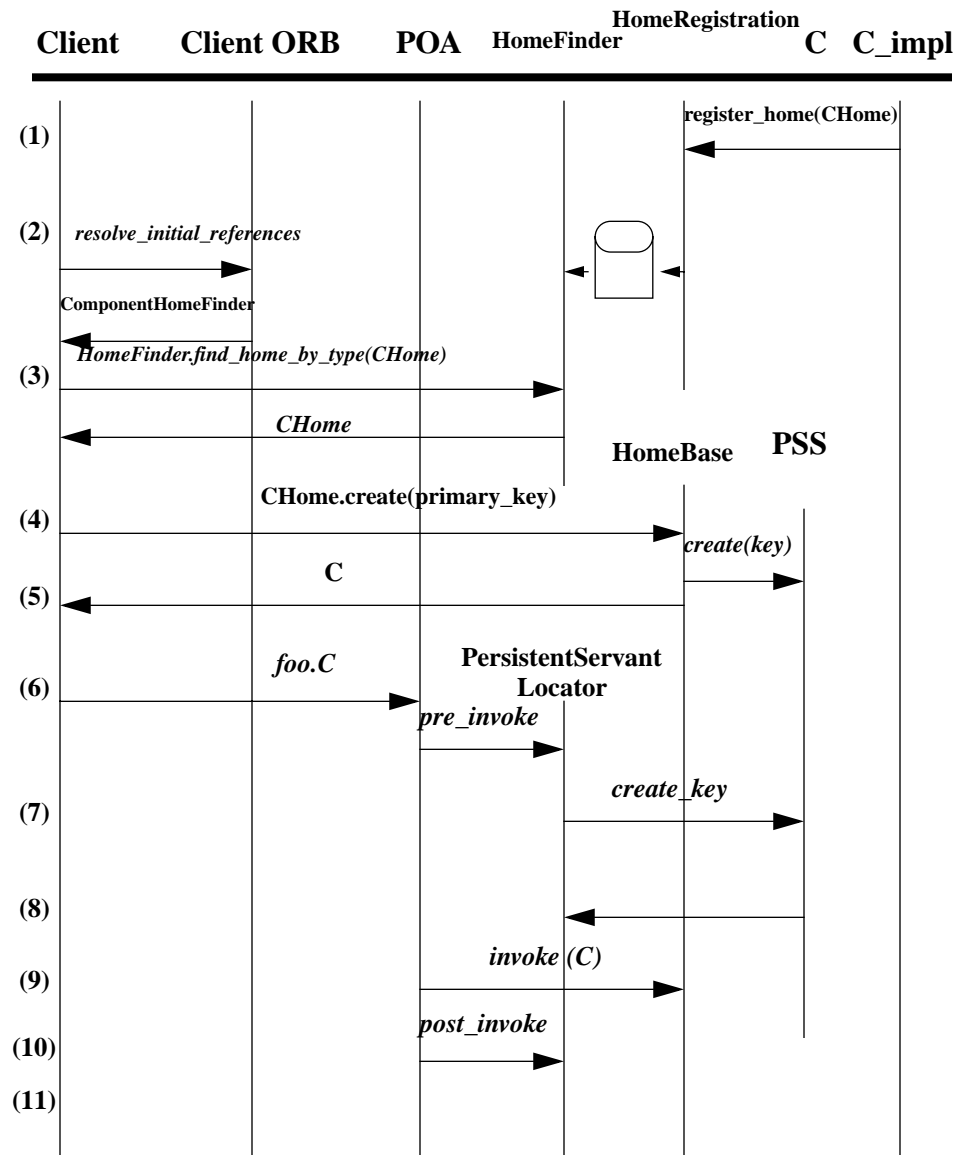 HomeRegistration
Client Client ORB POA HomeFinder C C_impl
register_home(CHome)
(1)
(2)
resolve_initial_references
ComponentHomeFinder
HomeFinder.find_home_by_type(CHome)
(3)
CHome
HomeBase PSS
CHome.create(primary_key)
(4)
create(key)
C
(5)
foo.C
PersistentServant
Locator
(6)
pre_invoke
create_key
(7)
(8)
invoke (C)
(9)
post_invoke
(10)
(11)